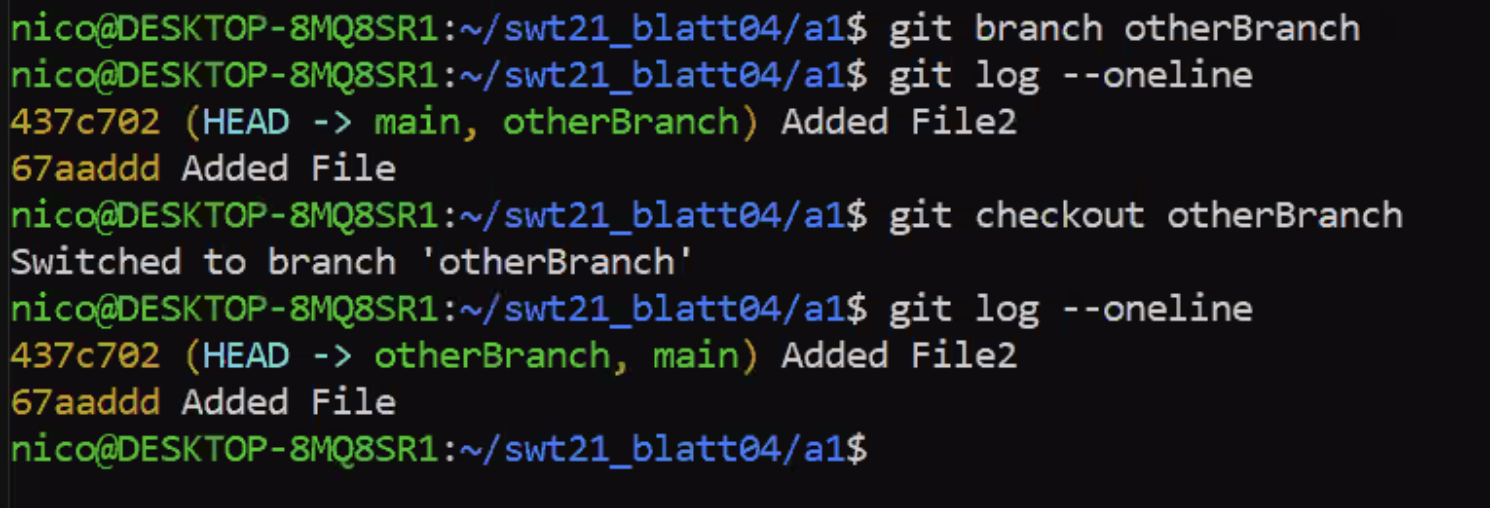 nico@DESKTOP-8MQ8SR1:~/swt21_blatt04/a1$ git branch otherBranch
nico@DESKTOP-8MQ8SR1:~/swt21_blatt04/a1$ git log --oneline
437c702 (HEAD -> main, otherBranch) Added File2
67aaddd Added File
nico@DESKTOP-8MQ8SR1:~/swt21_blatt04/a1$ git checkout otherBranch
Switched to branch 'otherBranch'
nico@DESKTOP-8MQ8SR1:~/swt21_blatt04/a1$ git log --oneline
437c702 (HEAD -> otherBranch, main) Added File2
67aaddd Added File
nico@DESKTOP-8MQ8SR1:~/swt21_blatt04/a1$